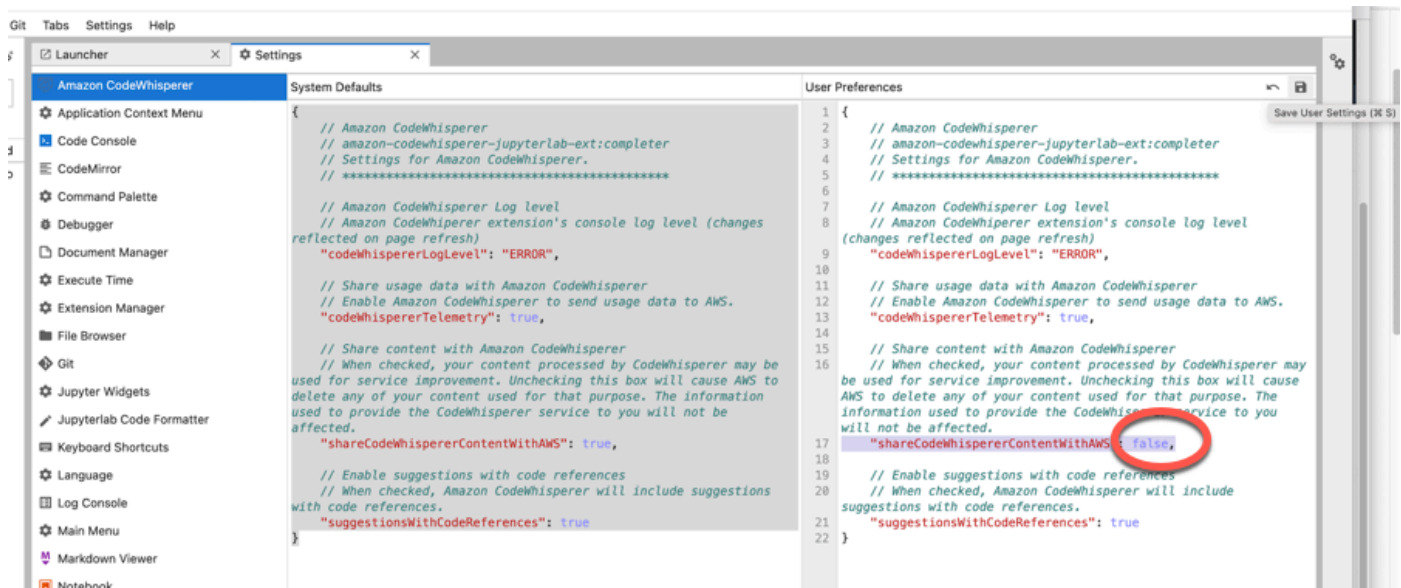 Git Tabs Settings Help
Launcher
Settings
Amazon CodeWhisperer
Application Context Menu
Code Console
CodeMirror
Command Palette
Debugger
Document Manager
Execute Time
Extension Manager
File Browser
Git
Jupyter Widgets
Jupyterlab Code Formatter
Keyboard Shortcuts
Language
Log Console
Main Menu
Markdown Viewer
Notebook
System Defaults
{
// Amazon CodeWhisperer
// amazon-codewhisperer-jupyterlab-ext:completer
// Settings for Amazon CodeWhisperer.
// *********************************************
// Amazon CodeWhisperer Log level
// Amazon CodeWhiperer extension's console log level (changes
reflected on page refresh)
"codeWhispererLogLevel": "ERROR",
// Share usage data with Amazon CodeWhisperer
// Enable Amazon CodeWhisperer to send usage data to AWS.
"codeWhispererTelemetry": true,
// Share content with Amazon CodeWhisperer
// When checked, your content processed by CodeWhisperer may be
used for service improvement. Unchecking this box will cause AWS to
delete any of your content used for that purpose. The information
used to provide the CodeWhisperer service to you will not be
affected.
"shareCodeWhispererContentWithAWS": true,
// Enable suggestions with code references
// When checked, Amazon CodeWhisperer will include suggestions
with code references.
"suggestionsWithCodeReferences": true
}
User Preferences
Save User Settings (⌘ S)
1 {
2 // Amazon CodeWhisperer
3 // amazon-codewhisperer-jupyterlab-ext:completer
4 // Settings for Amazon CodeWhisperer.
5 // *********************************************
6
7 // Amazon CodeWhisperer Log level
8 // Amazon CodeWhiperer extension's console log level
(changes reflected on page refresh)
9 "codeWhispererLogLevel": "ERROR",
10
11 // Share usage data with Amazon CodeWhisperer
12 // Enable Amazon CodeWhisperer to send usage data to AWS.
13 "codeWhispererTelemetry": true,
14
15 // Share content with Amazon CodeWhisperer
16 // When checked, your content processed by CodeWhisperer may
be used for service improvement. Unchecking this box will cause
AWS to delete any of your content used for that purpose. The
information used to provide the CodeWhisperer service to you
will not be affected.
17 "shareCodeWhispererContentWithAWS": false,
18
19 // Enable suggestions with code references
20 // When checked, Amazon CodeWhisperer will include
suggestions with code references.
21 "suggestionsWithCodeReferences": true
22 }